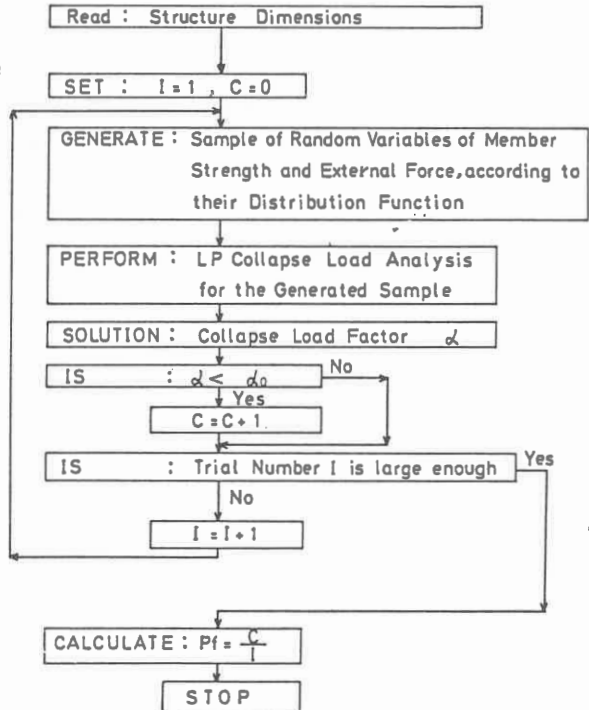 Read : Structure Dimensions
SET : I = 1 , C = 0
GENERATE : Sample of Random Variables of Member
Strength and External Force, according to
their Distribution Function
PERFORM : LP Collapse Load Analysis
for the Generated Sample
SOLUTION : Collapse Load Factor α
IS : α < α₀
No
Yes
C = C + 1
IS : Trial Number I is large enough
Yes
No
I = I + 1
CALCULATE : Pf = C/I
STOP